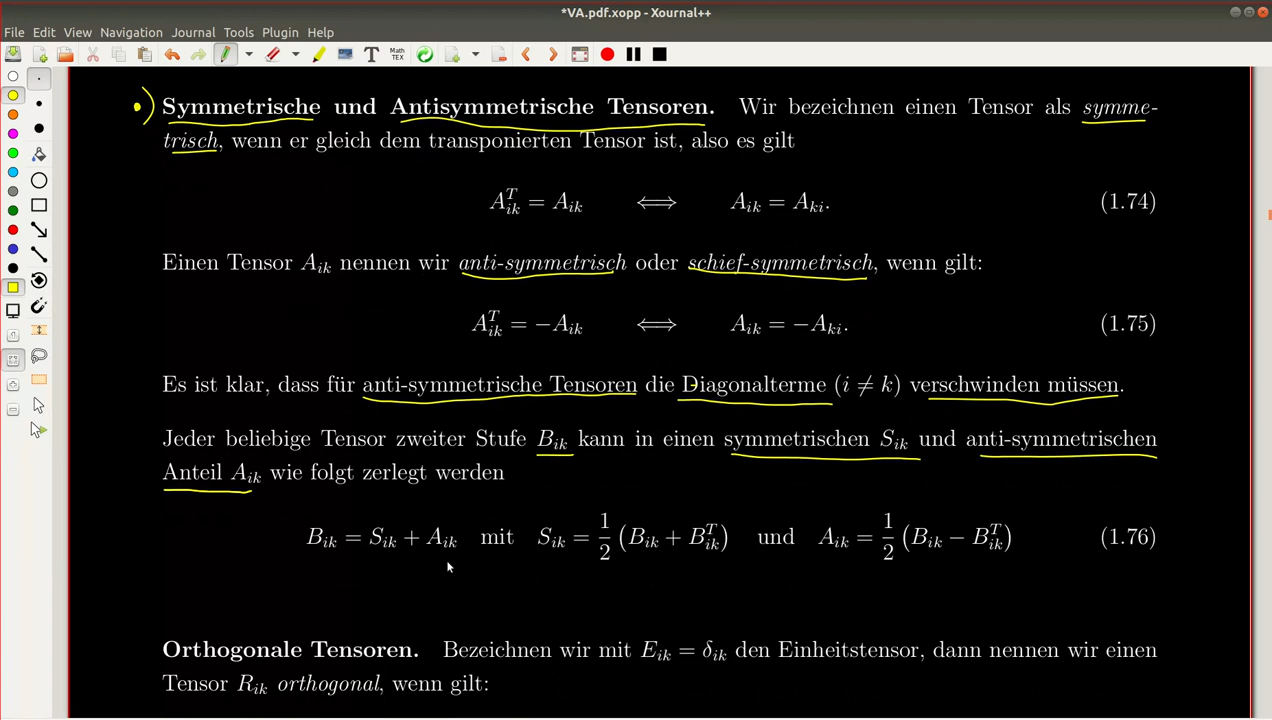 *VA.pdf.xopp - Xournal++
File Edit View Navigation Journal Tools Plugin Help
T Math TEX
Symmetrische und Antisymmetrische Tensoren. Wir bezeichnen einen Tensor als symme-
trisch, wenn er gleich dem transponierten Tensor ist, also es gilt
A_{ik}^T = A_{ik} ⟺ A_{ik} = A_{ki}. (1.74)
Einen Tensor A_{ik} nennen wir anti-symmetrisch oder schief-symmetrisch, wenn gilt:
A_{ik}^T = −A_{ik} ⟺ A_{ik} = −A_{ki}. (1.75)
Es ist klar, dass für anti-symmetrische Tensoren die Diagonalterme (i ≠ k) verschwinden müssen.
Jeder beliebige Tensor zweiter Stufe B_{ik} kann in einen symmetrischen S_{ik} und anti-symmetrischen
Anteil A_{ik} wie folgt zerlegt werden
B_{ik} = S_{ik} + A_{ik} mit S_{ik} = 1/2 (B_{ik} + B_{ik}^T) und A_{ik} = 1/2 (B_{ik} − B_{ik}^T) (1.76)
Orthogonale Tensoren. Bezeichnen wir mit E_{ik} = δ_{ik} den Einheitstensor, dann nennen wir einen
Tensor R_{ik} orthogonal, wenn gilt: